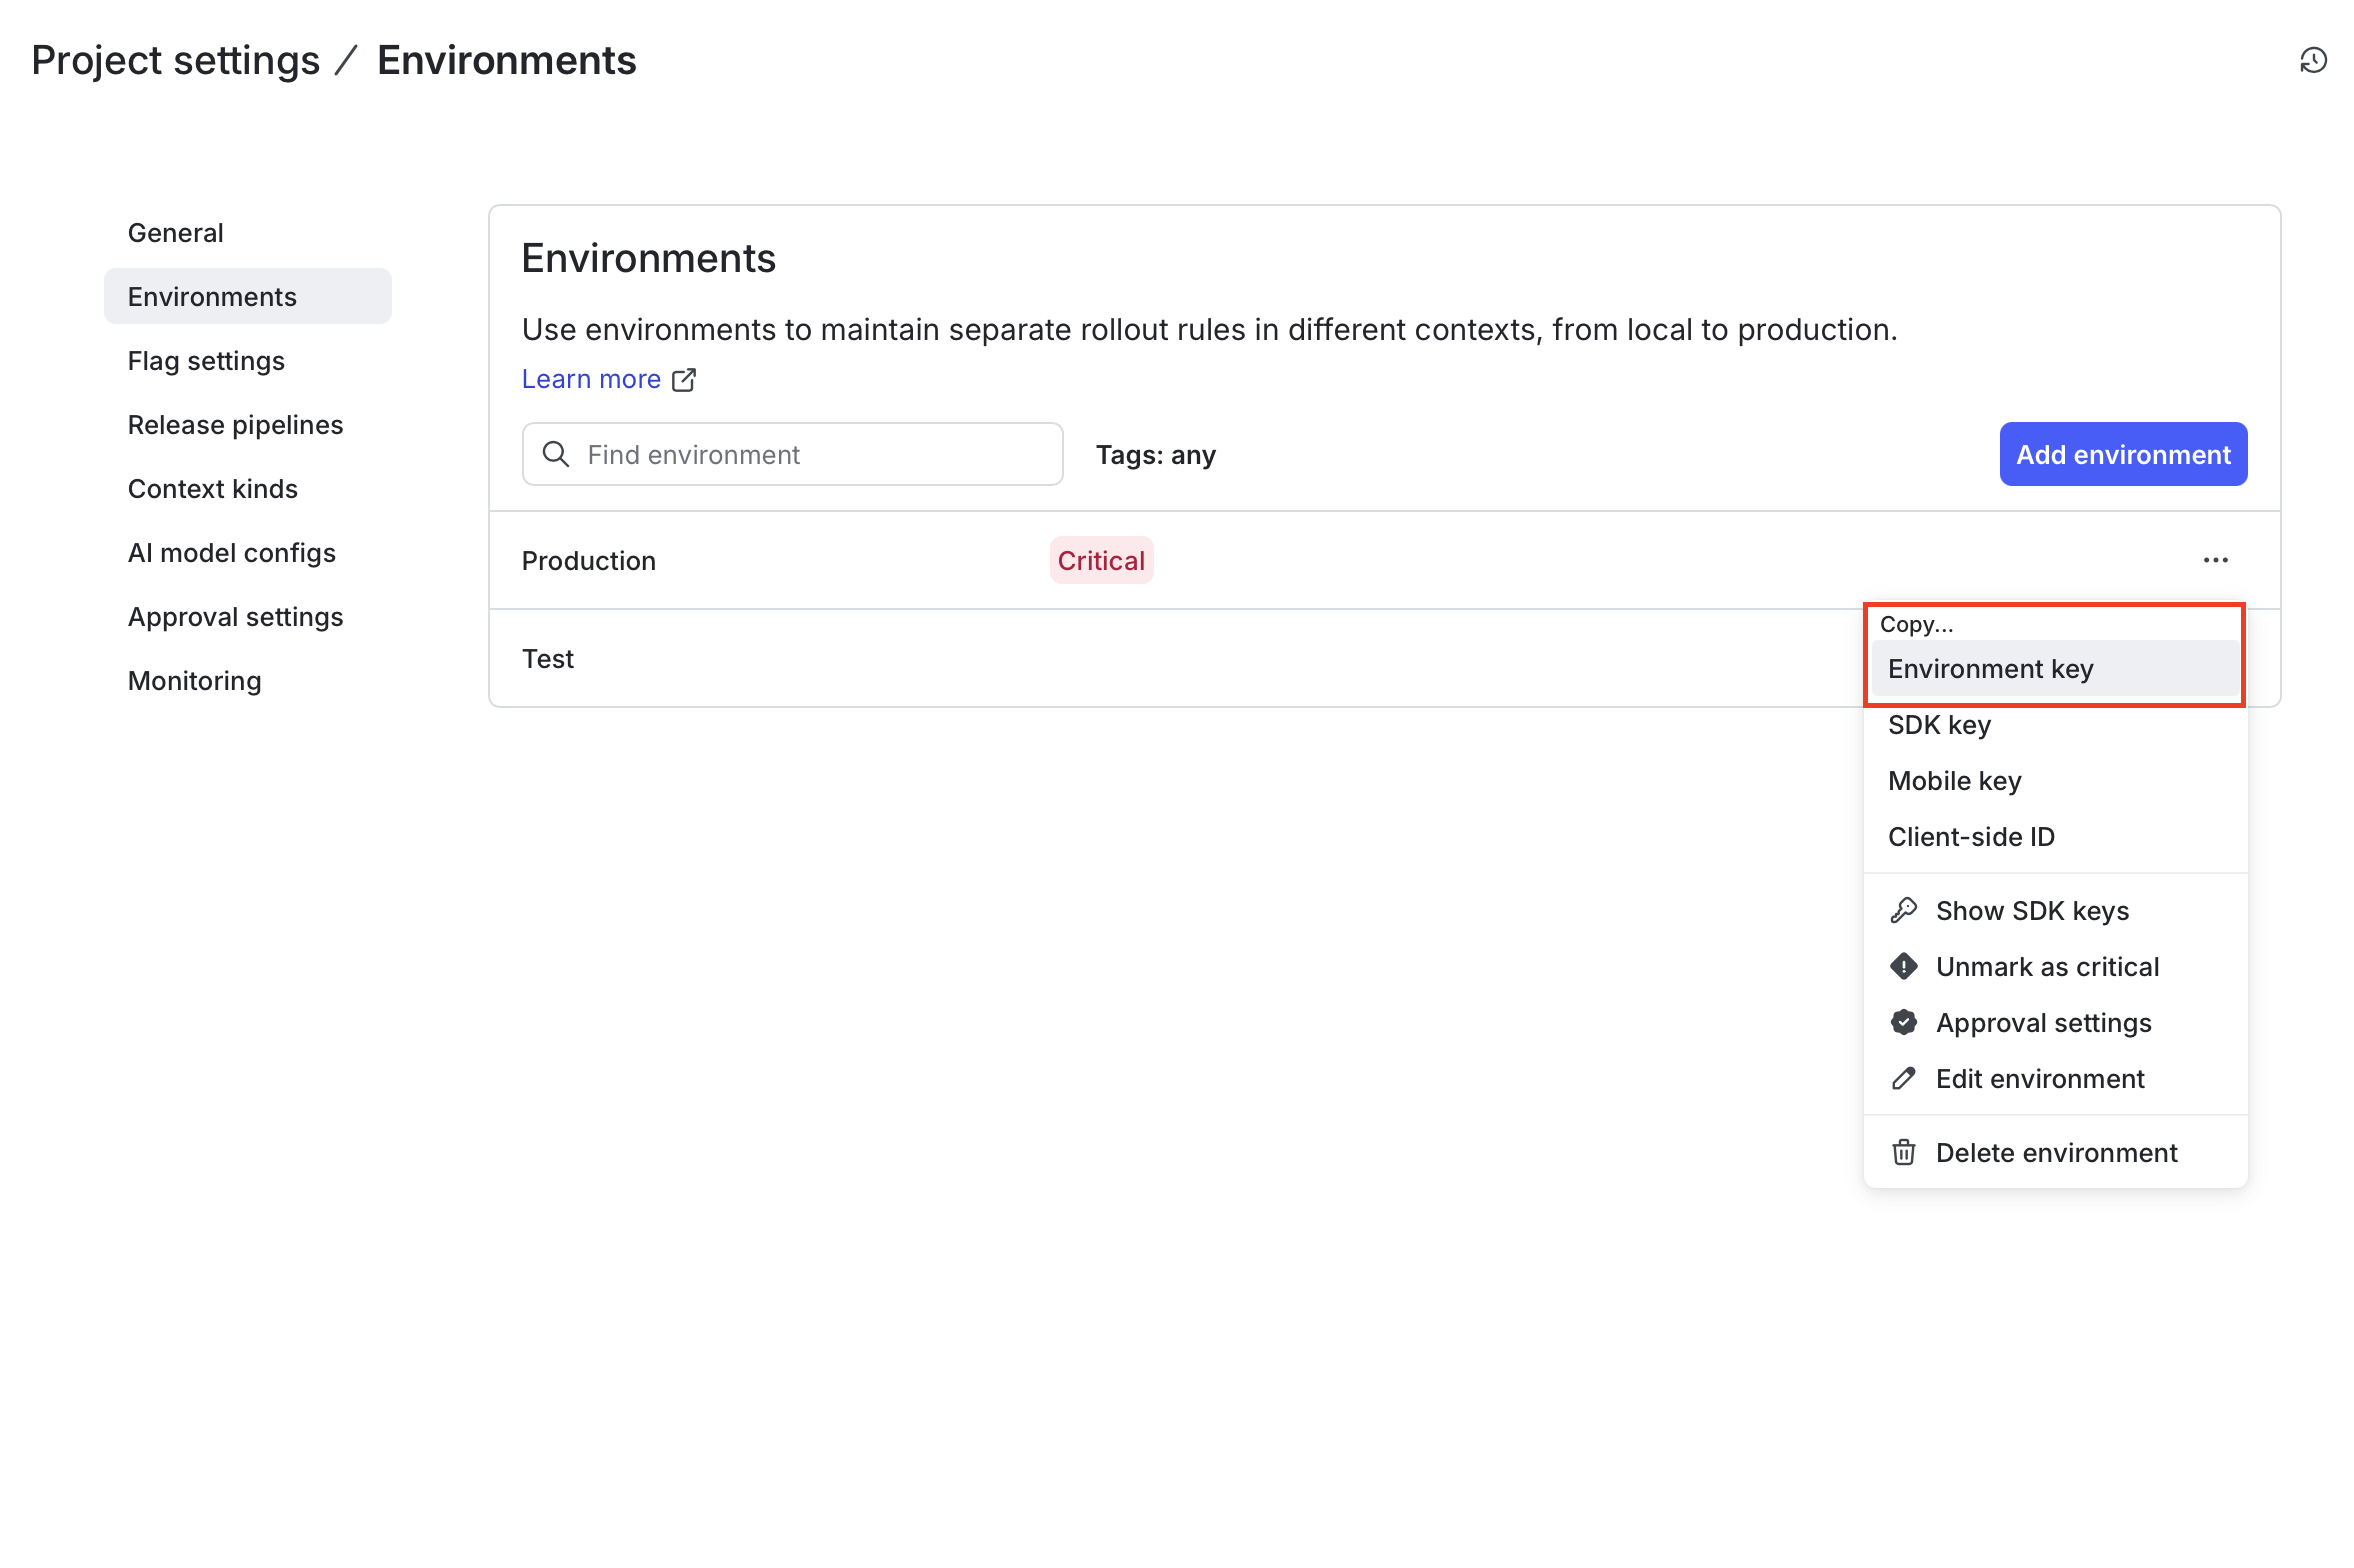 Project settings / Environments
General
Environments
Flag settings
Release pipelines
Context kinds
AI model configs
Approval settings
Monitoring
Environments
Use environments to maintain separate rollout rules in different contexts, from local to production.
Learn more
Find environment
Tags: any
Add environment
Production
Critical
Test
Copy...
Environment key
SDK key
Mobile key
Client-side ID
Show SDK keys
Unmark as critical
Approval settings
Edit environment
Delete environment